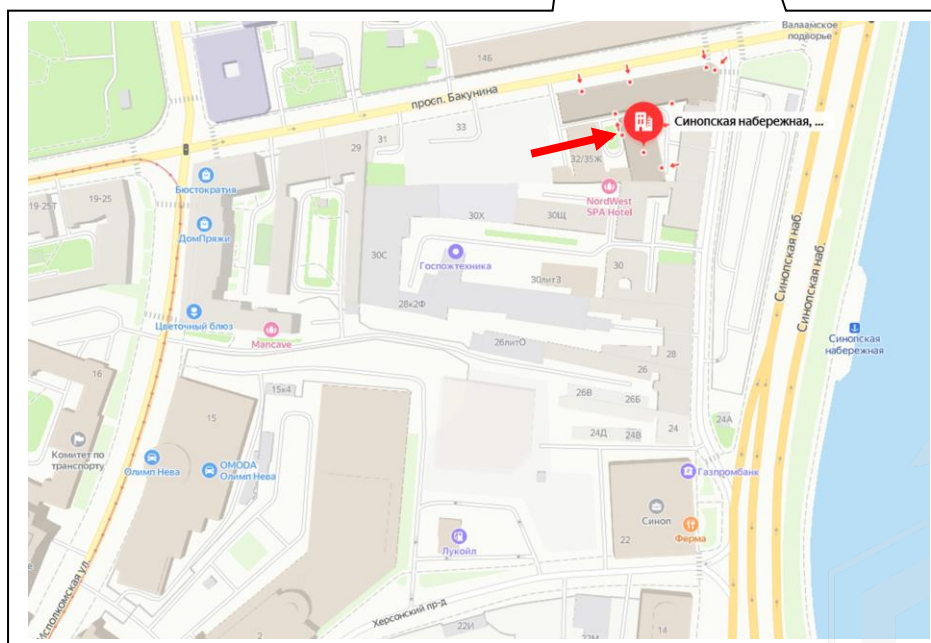 Валаамское
подворье
14Б
просп. Бакунина
Синопская набережная, ...
33
31
29
32/35Ж
Бюстократия
NordWest
SPA Hotel
19-25Т
19-25
30Х
30Щ
ДомПряжи
Синопская наб.
Синопская наб.
30С
Госпожтехника
30
30лит3
28к2Ф
Цветочный блюз
Mancave
26литО
Синопская
набережная
28
26
16
15к4
26В
26Б
15
24А
24
24Д
24В
Комитет по
транспорту
Олимп Нева
OMODA
Олимп Нева
Газпромбанк
Синоп
Ферма
22
Лукойл
Исполкомская ул.
Херсонский пр-д
2
22И
22М
14